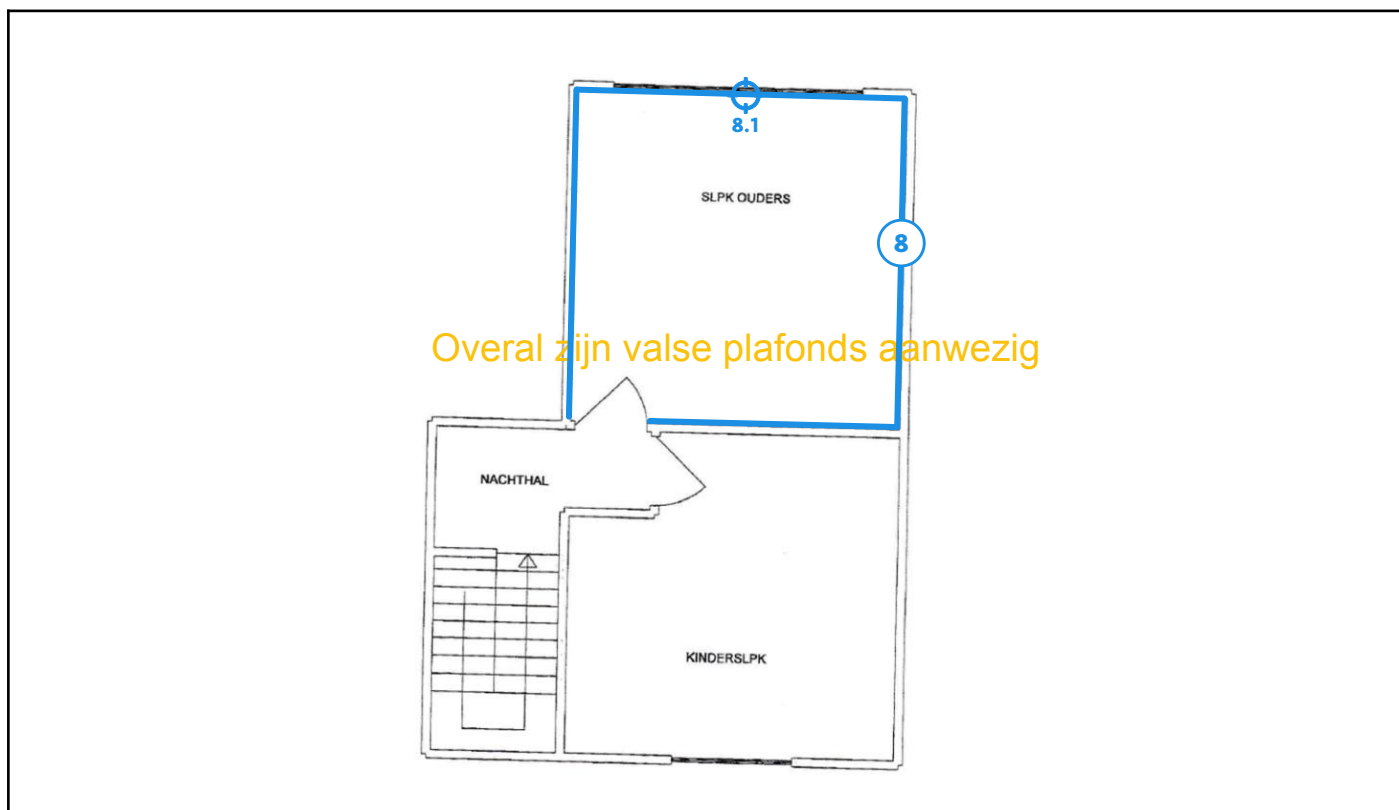 8.1
SLPK OUDERS
8
Overal zijn valse plafonds aanwezig
NACHTHAL
KINDERSLPK